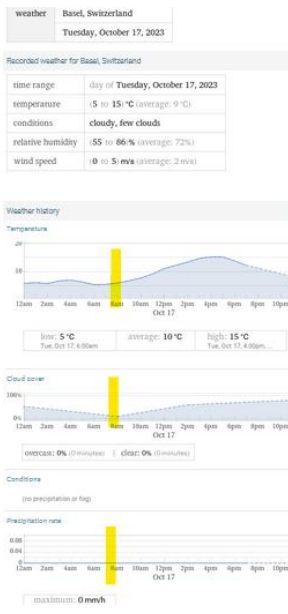 weather Basel, Switzerland
Tuesday, October 17, 2023
Recorded weather for Basel, Switzerland
time range day of Tuesday, October 17, 2023
temperature (5 to 15) °C (average: 9 °C)
conditions cloudy, few clouds
relative humidity (55 to 86)% (average: 72%)
wind speed (0 to 5) m/s (average: 2 m/s)
Weather history
Temperature
20
10
12am 2am 4am 6am 8am 10am 12pm 2pm 4pm 6pm 8pm 10pm
Oct 17
low: 5 °C average: 10 °C high: 15 °C
Tue, Oct 17, 6:00am Tue, Oct 17, 4:00pm, ...
Cloud cover
100%
0%
12am 2am 4am 6am 8am 10am 12pm 2pm 4pm 6pm 8pm 10pm
Oct 17
overcast: 0% (0 minutes) | clear: 0% (0 minutes)
Conditions
(no precipitation or fog)
Precipitation rate
0.08
0.04
0
12am 2am 4am 6am 8am 10am 12pm 2pm 4pm 6pm 8pm 10pm
Oct 17
maximum: 0 mm/h